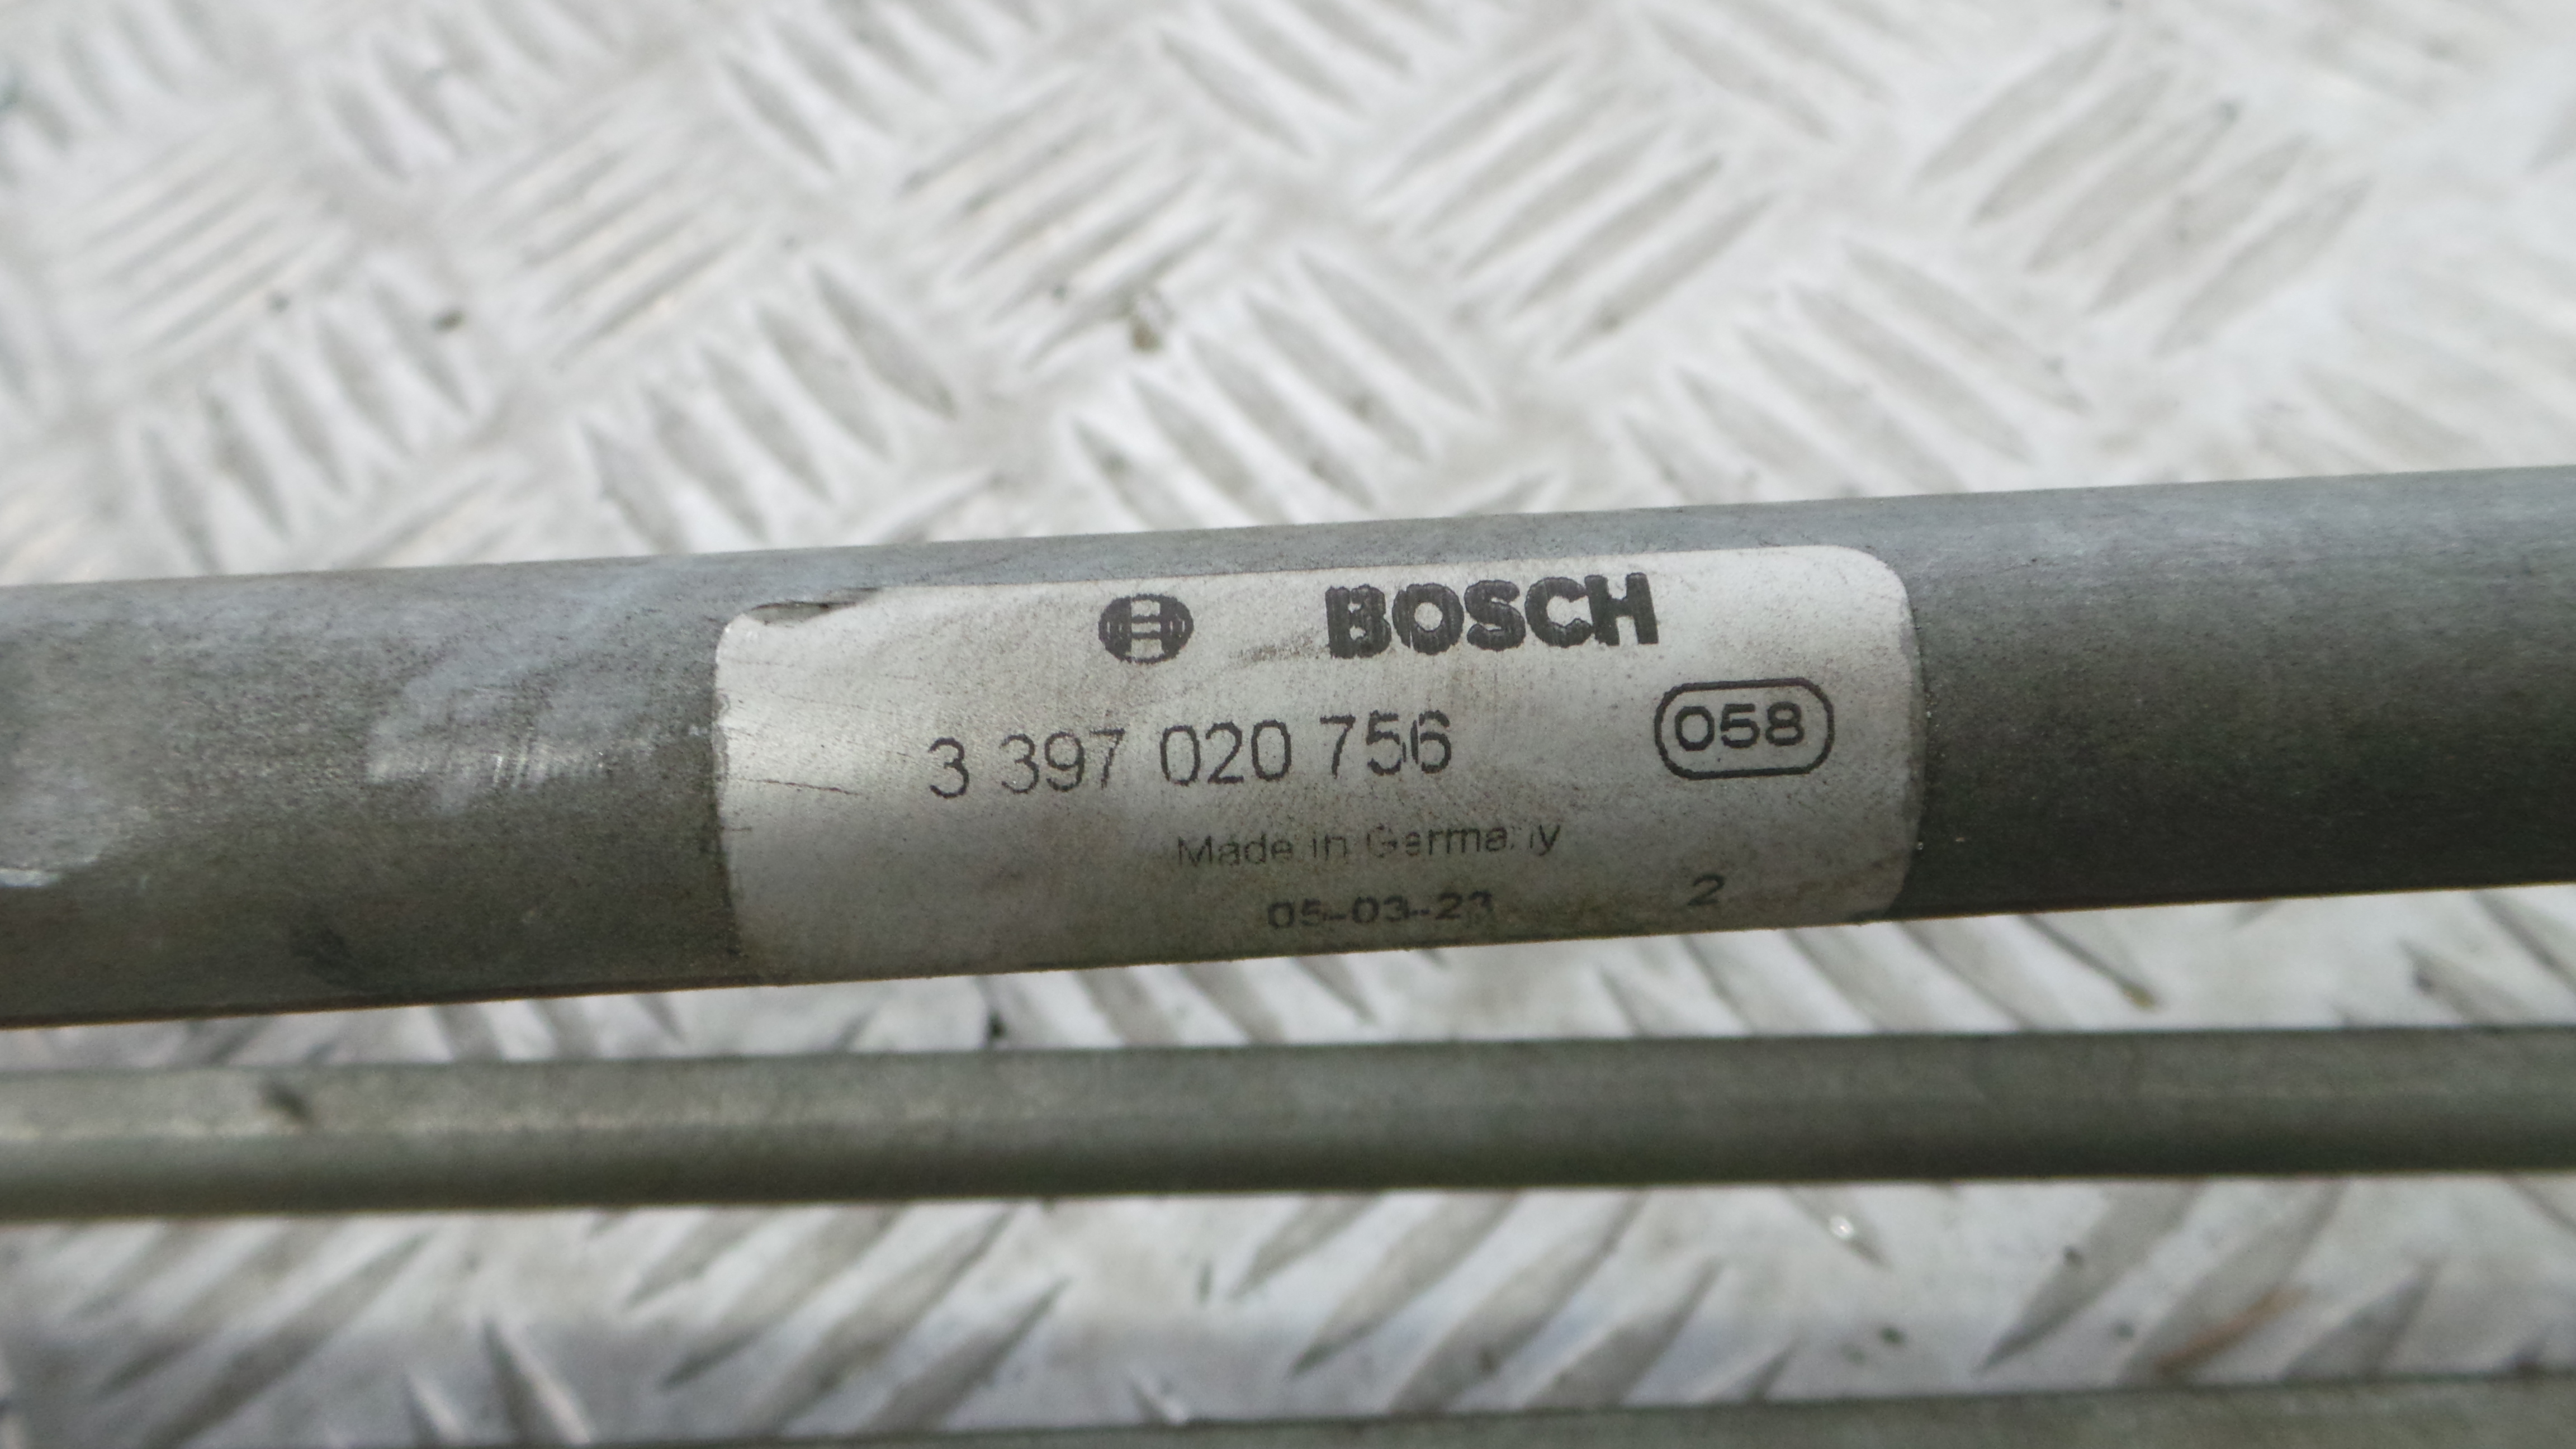 BOSCH
3 397 020 756 058
Made in Germany
05-03-23 2